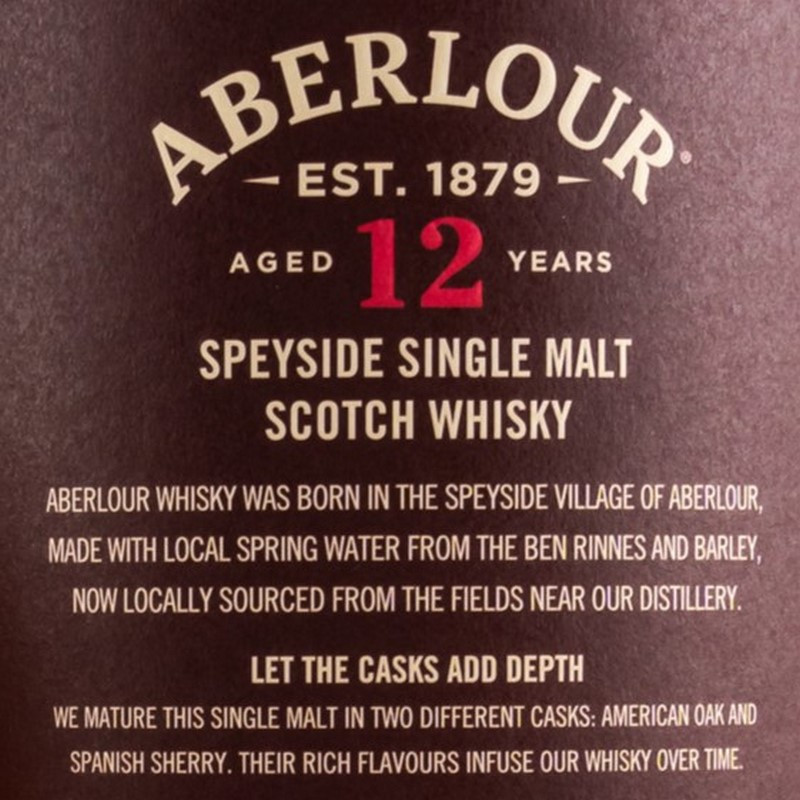 ABERLOUR®
EST. 1879
AGED 12 YEARS
SPEYSIDE SINGLE MALT
SCOTCH WHISKY
ABERLOUR WHISKY WAS BORN IN THE SPEYSIDE VILLAGE OF ABERLOUR,
MADE WITH LOCAL SPRING WATER FROM THE BEN RINNES AND BARLEY,
NOW LOCALLY SOURCED FROM THE FIELDS NEAR OUR DISTILLERY.
LET THE CASKS ADD DEPTH
WE MATURE THIS SINGLE MALT IN TWO DIFFERENT CASKS: AMERICAN OAK AND
SPANISH SHERRY. THEIR RICH FLAVOURS INFUSE OUR WHISKY OVER TIME.